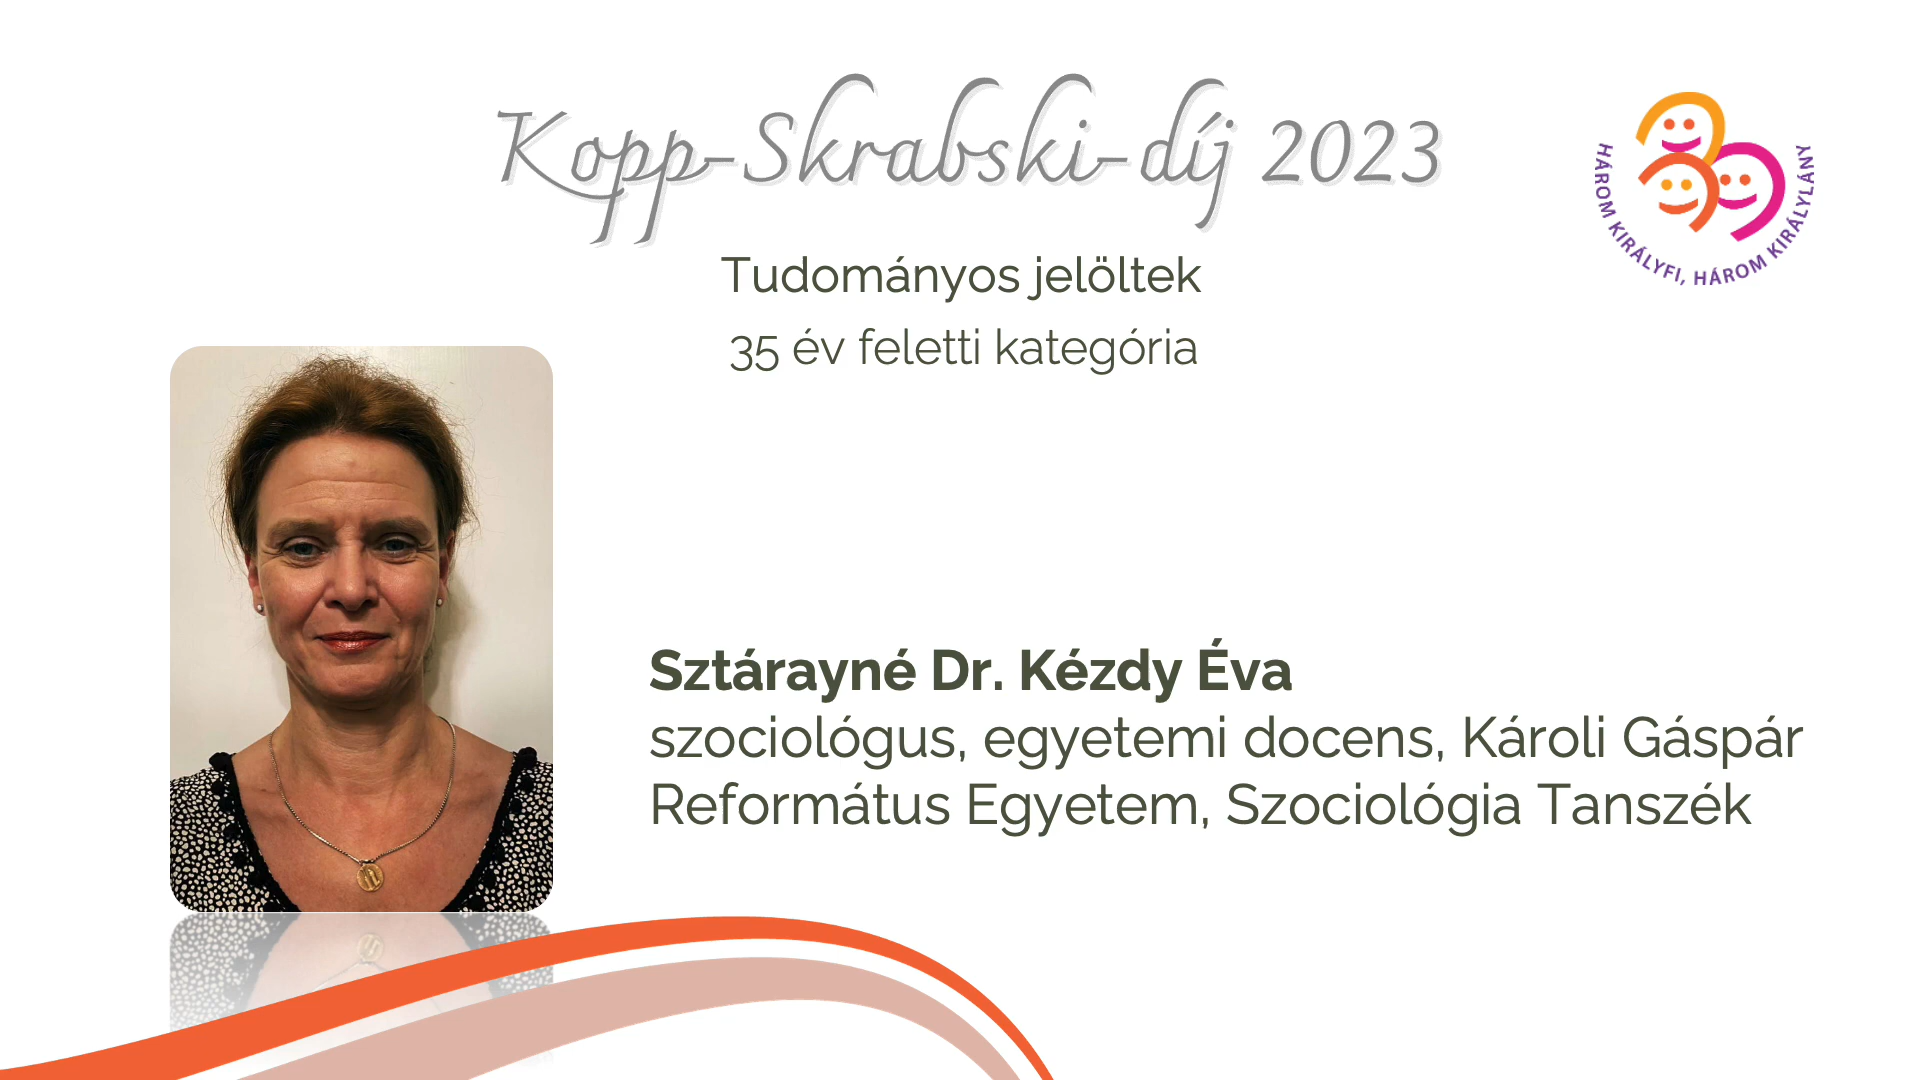 Kopp-Skrabski-díj 2023
HÁROM KIRÁLYFI, HÁROM KIRÁLYLÁNY
Tudományos jelöltek
35 év feletti kategória
Sztárayné Dr. Kézdy Éva
szociológus, egyetemi docens, Károli Gáspár
Református Egyetem, Szociológia Tanszék